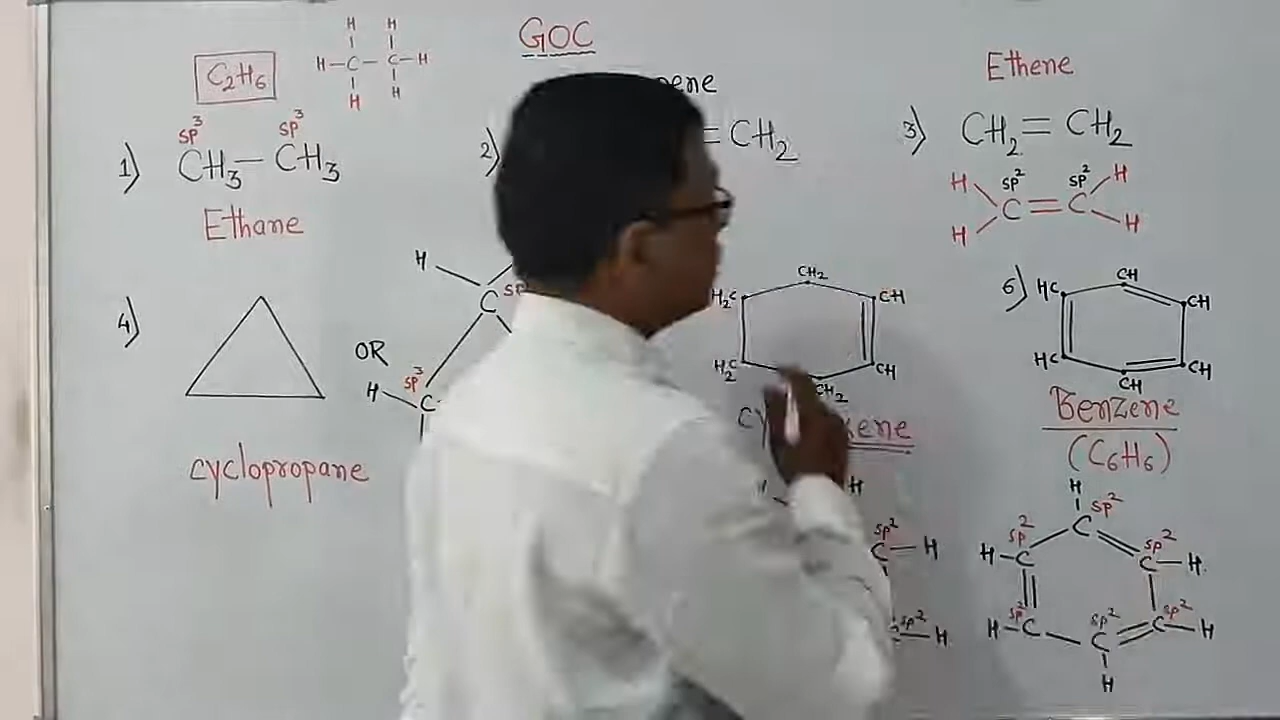 GOC
C2H6
H H
H-C-C-H
H H
1) sp3 sp3
CH3-CH3
Ethane
2)
=CH2
3) Ethene
CH2=CH2
H sp2 sp2 H
C=C
H H
4)
cyclopropane
OR
H C sp
sp3
H C
CH2
H2C CH
H2C CH
CH2
H
sp2
C-H
sp2
C-H
6) CH
HC CH
HC CH
CH
Benzene
(C6H6)
H
C sp2
sp2 sp2
H-C C-H
sp2 sp2 sp2
H-C C C-H
H